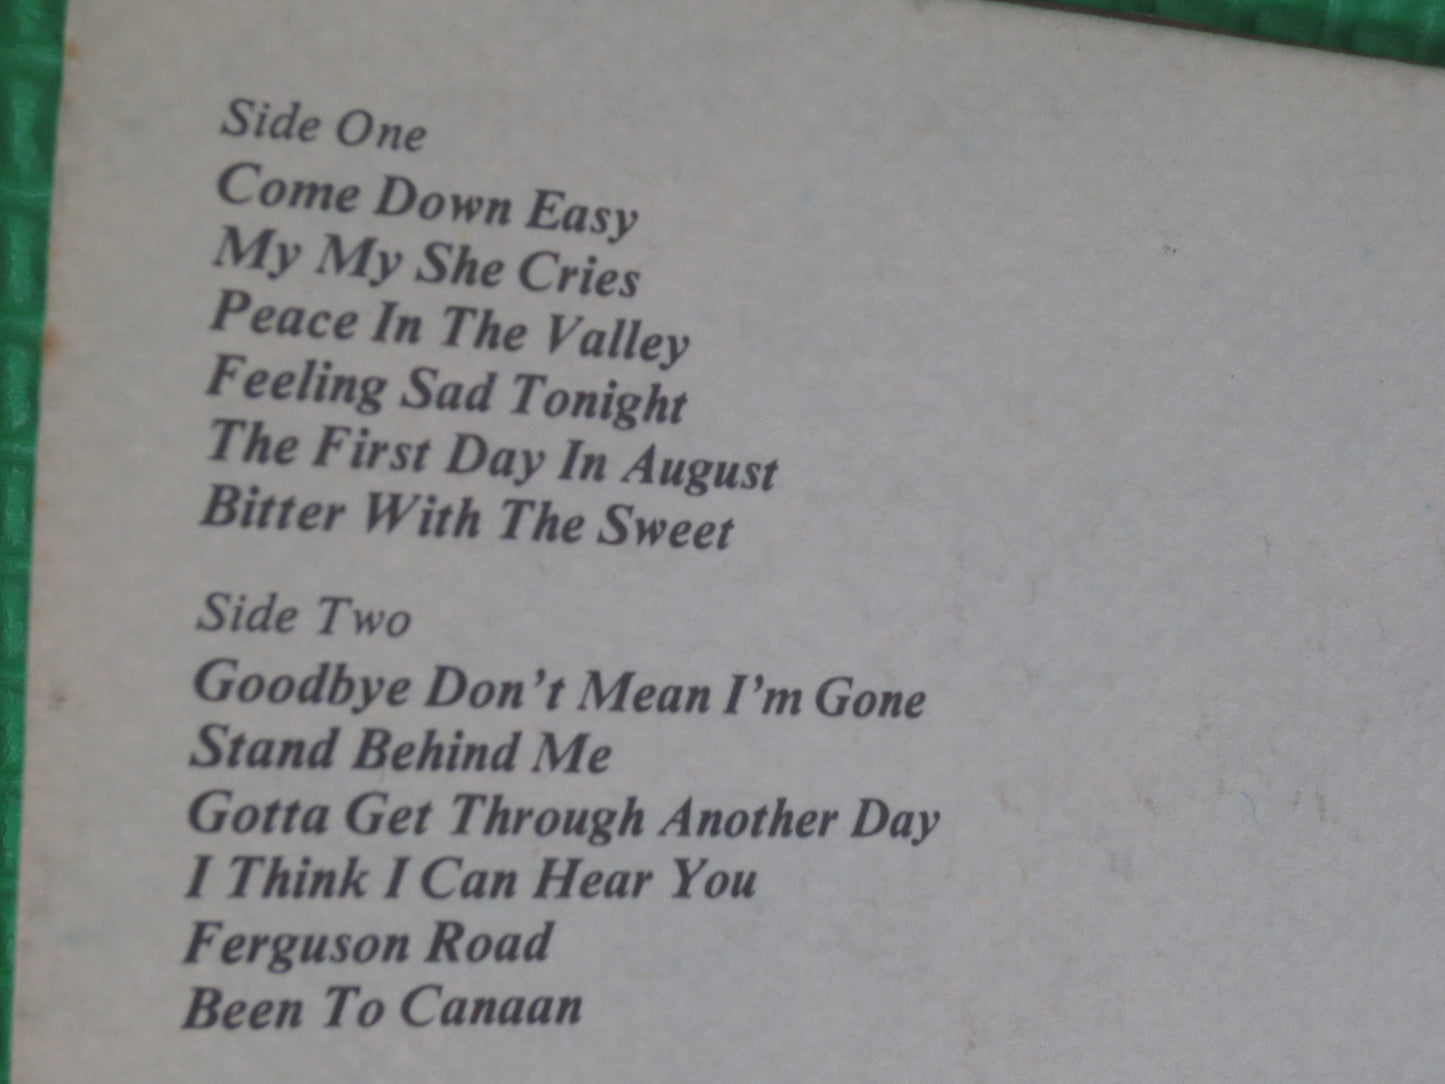 Side One
Come Down Easy
My My She Cries
Peace In The Valley
Feeling Sad Tonight
The First Day In August
Bitter With The Sweet
Side Two
Goodbye Don't Mean I'm Gone
Stand Behind Me
Gotta Get Through Another Day
I Think I Can Hear You
Ferguson Road
Been To Canaan